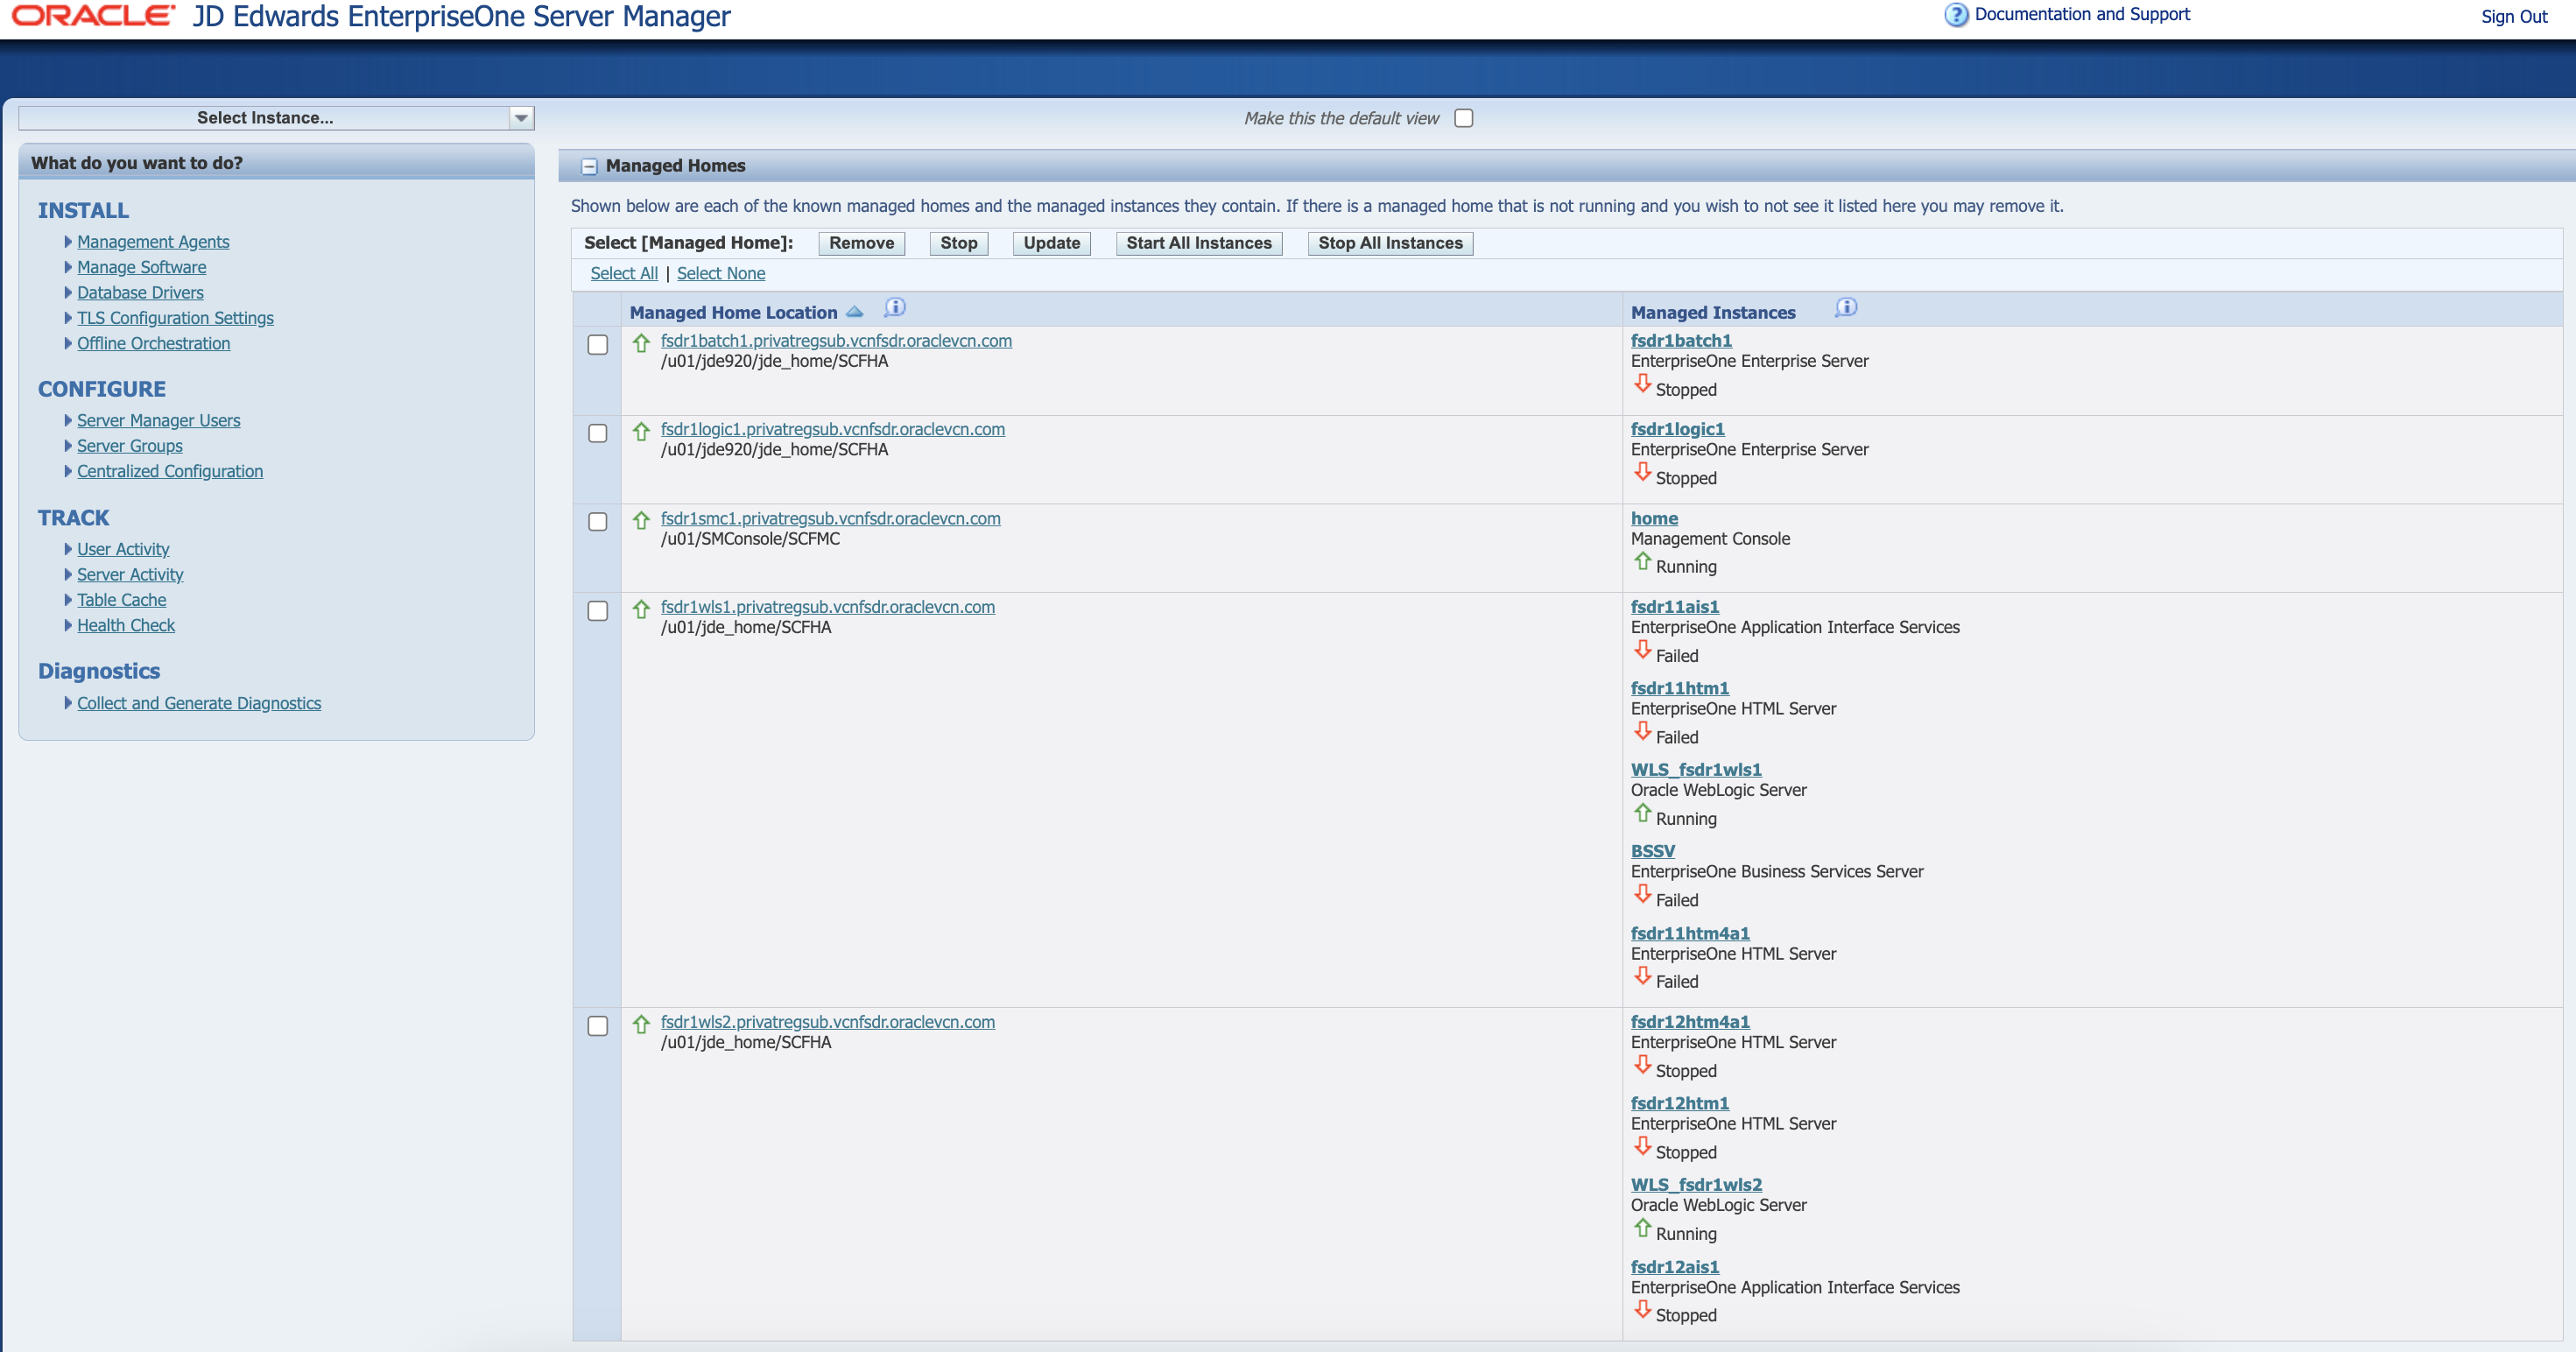 ORACLE JD Edwards EnterpriseOne Server Manager
Documentation and Support
Sign Out
Select Instance...
Make this the default view
What do you want to do?
INSTALL
Management Agents
Manage Software
Database Drivers
TLS Configuration Settings
Offline Orchestration
CONFIGURE
Server Manager Users
Server Groups
Centralized Configuration
TRACK
User Activity
Server Activity
Table Cache
Health Check
Diagnostics
Collect and Generate Diagnostics
Managed Homes
Shown below are each of the known managed homes and the managed instances they contain. If there is a managed home that is not running and you wish to not see it listed here you may remove it.
Select [Managed Home]: Remove Stop Update Start All Instances Stop All Instances
Select All | Select None
Managed Home Location
Managed Instances
fsdr1batch1.privatregsub.vcnfsdr.oraclevcn.com
/u01/jde920/jde_home/SCFHA
fsdr1batch1
EnterpriseOne Enterprise Server
Stopped
fsdr1logic1.privatregsub.vcnfsdr.oraclevcn.com
/u01/jde920/jde_home/SCFHA
fsdr1logic1
EnterpriseOne Enterprise Server
Stopped
fsdr1smc1.privatregsub.vcnfsdr.oraclevcn.com
/u01/SMConsole/SCFMC
home
Management Console
Running
fsdr1wls1.privatregsub.vcnfsdr.oraclevcn.com
/u01/jde_home/SCFHA
fsdr11ais1
EnterpriseOne Application Interface Services
Failed
fsdr11htm1
EnterpriseOne HTML Server
Failed
WLS_fsdr1wls1
Oracle WebLogic Server
Running
BSSV
EnterpriseOne Business Services Server
Failed
fsdr11htm4a1
EnterpriseOne HTML Server
Failed
fsdr1wls2.privatregsub.vcnfsdr.oraclevcn.com
/u01/jde_home/SCFHA
fsdr12htm4a1
EnterpriseOne HTML Server
Stopped
fsdr12htm1
EnterpriseOne HTML Server
Stopped
WLS_fsdr1wls2
Oracle WebLogic Server
Running
fsdr12ais1
EnterpriseOne Application Interface Services
Stopped